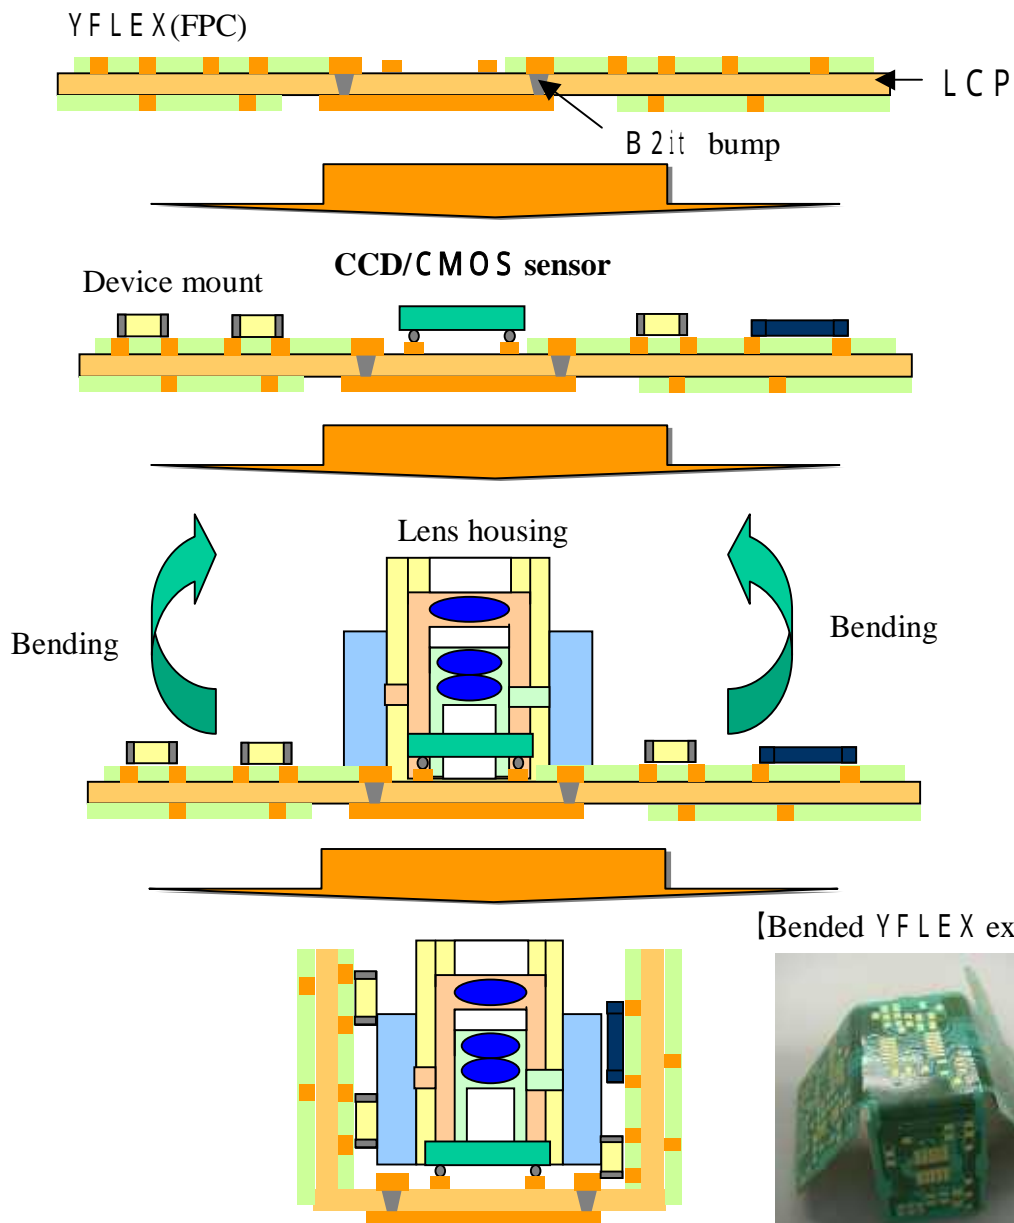 YFLEX(FPC)
LCP
B2it bump
CCD/CMOS sensor
Device mount
Lens housing
Bending
Bending
【Bended YFLEX ex